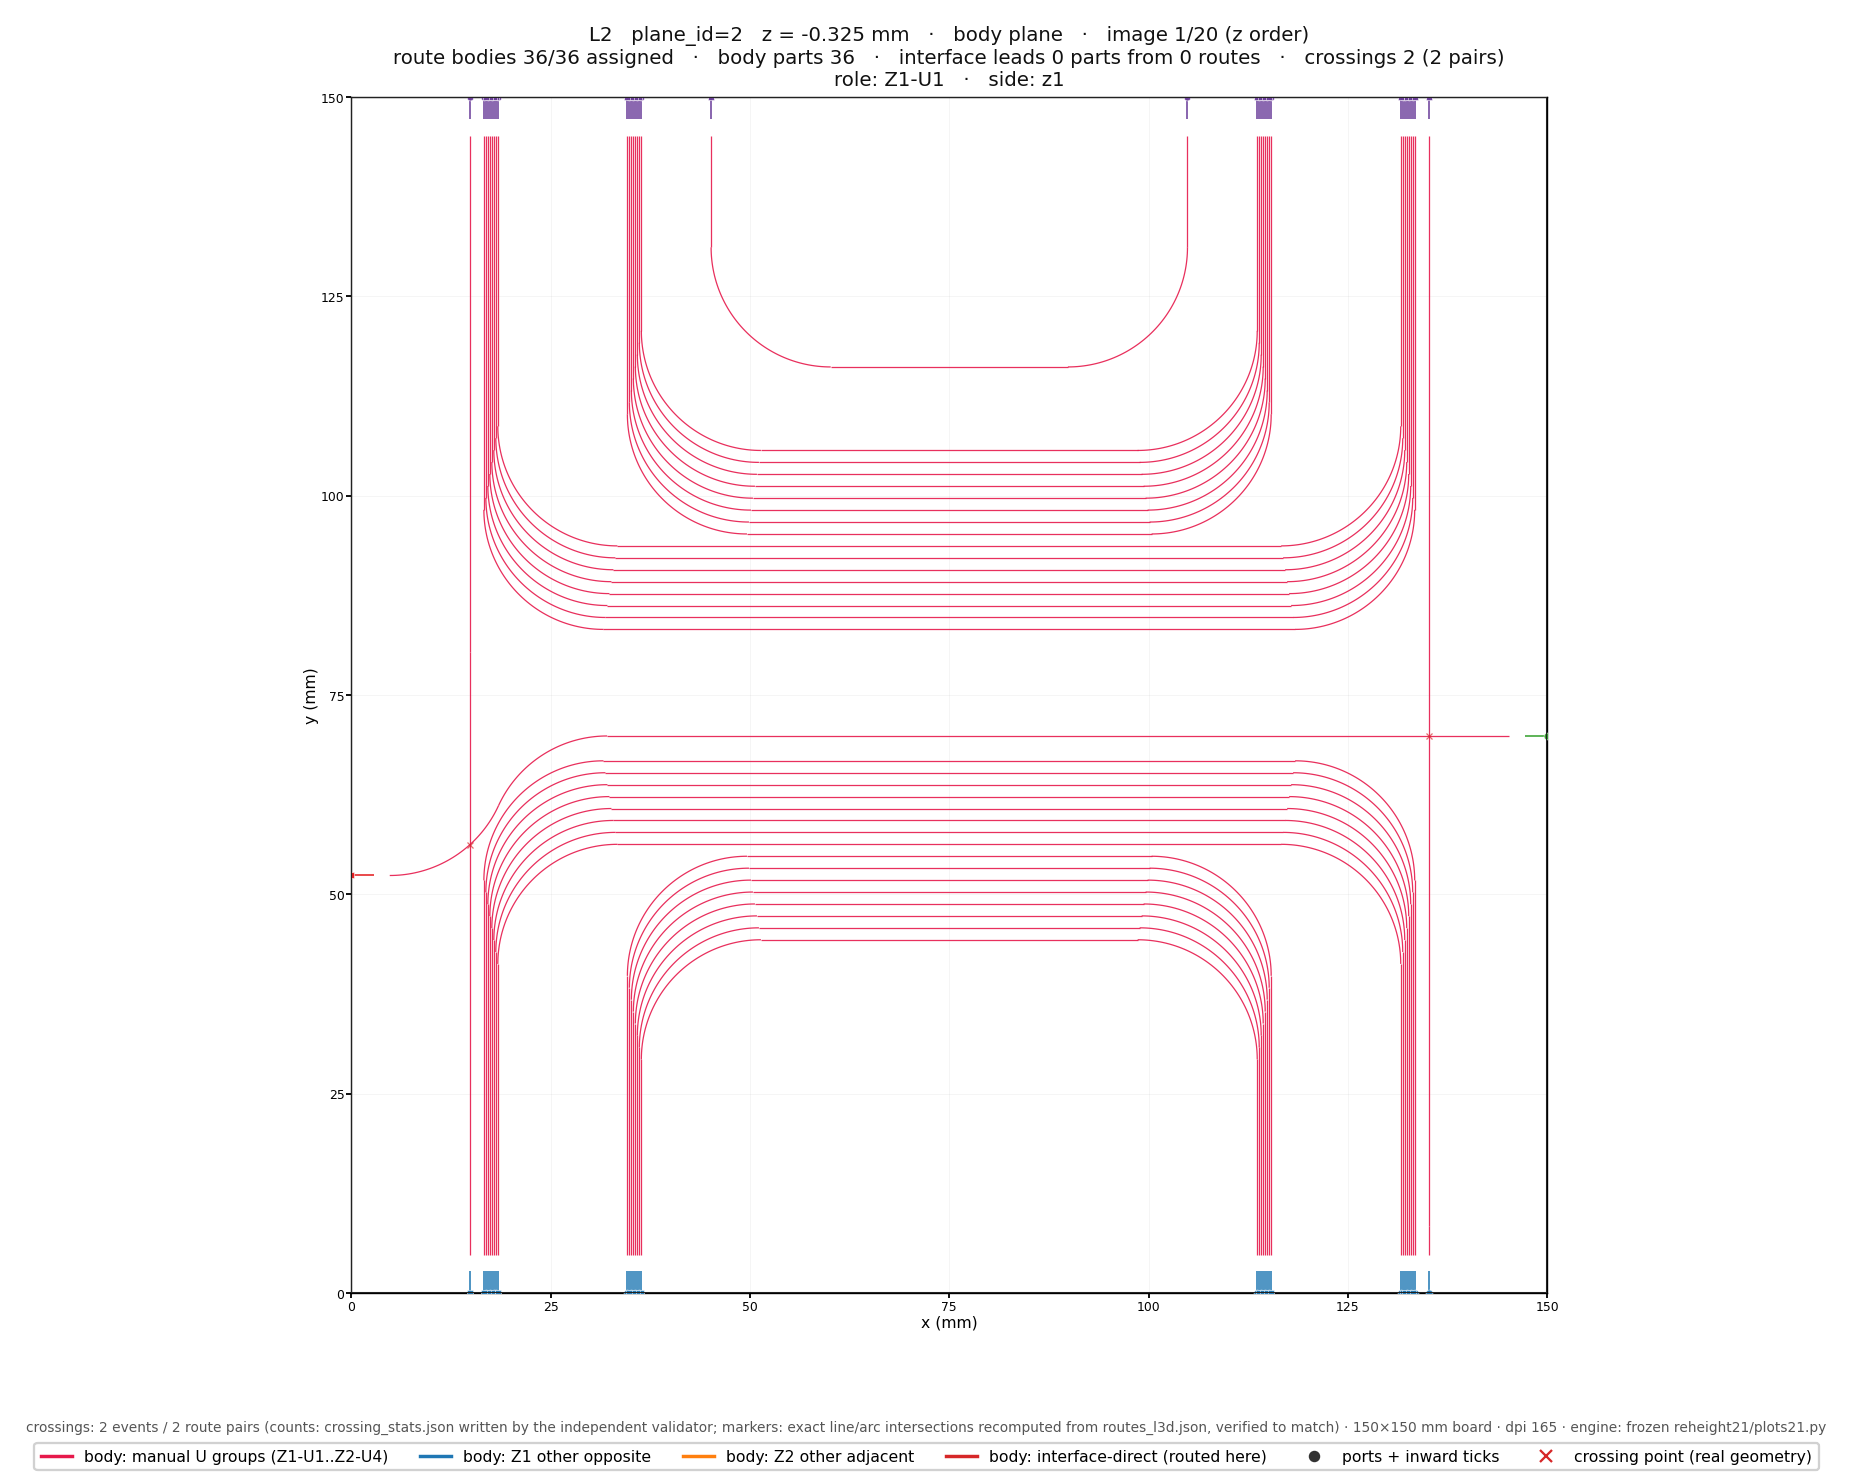 L2   plane_id=2   z = -0.325 mm   ·   body plane   ·   image 1/20 (z order)
route bodies 36/36 assigned   ·   body parts 36   ·   interface leads 0 parts from 0 routes   ·   crossings 2 (2 pairs)
role: Z1-U1   ·   side: z1
150
125
100
75
50
25
0
y (mm)
0 25 50 75 100 125 150
x (mm)
crossings: 2 events / 2 route pairs (counts: crossing_stats.json written by the independent validator; markers: exact line/arc intersections recomputed from routes_l3d.json, verified to match) · 150×150 mm board · dpi 165 · engine: frozen reheight21/plots21.py
body: manual U groups (Z1-U1..Z2-U4) body: Z1 other opposite body: Z2 other adjacent body: interface-direct (routed here) ports + inward ticks crossing point (real geometry)